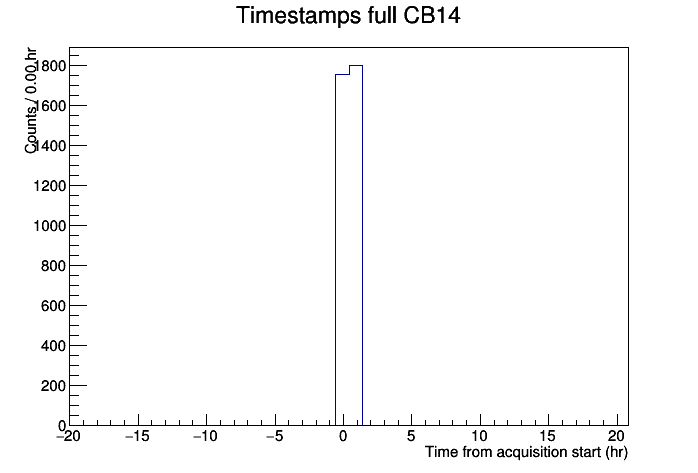 Timestamps full CB14
Counts / 0.00 hr
1800
1600
1400
1200
1000
800
600
400
200
0
−20 −15 −10 −5 0 5 10 15 20
Time from acquisition start (hr)